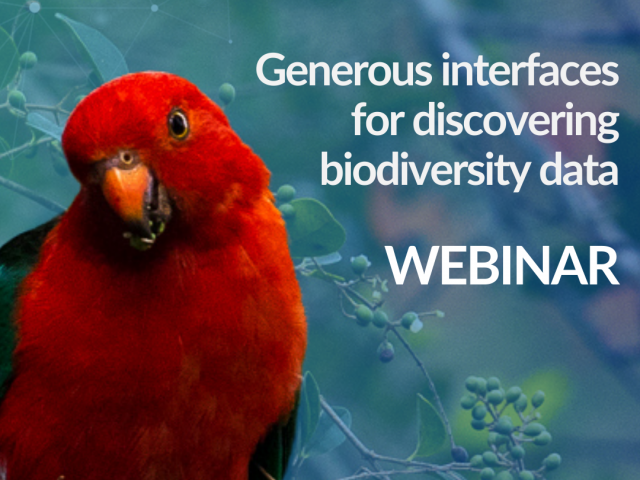 Generous interfaces
for discovering
biodiversity data
WEBINAR